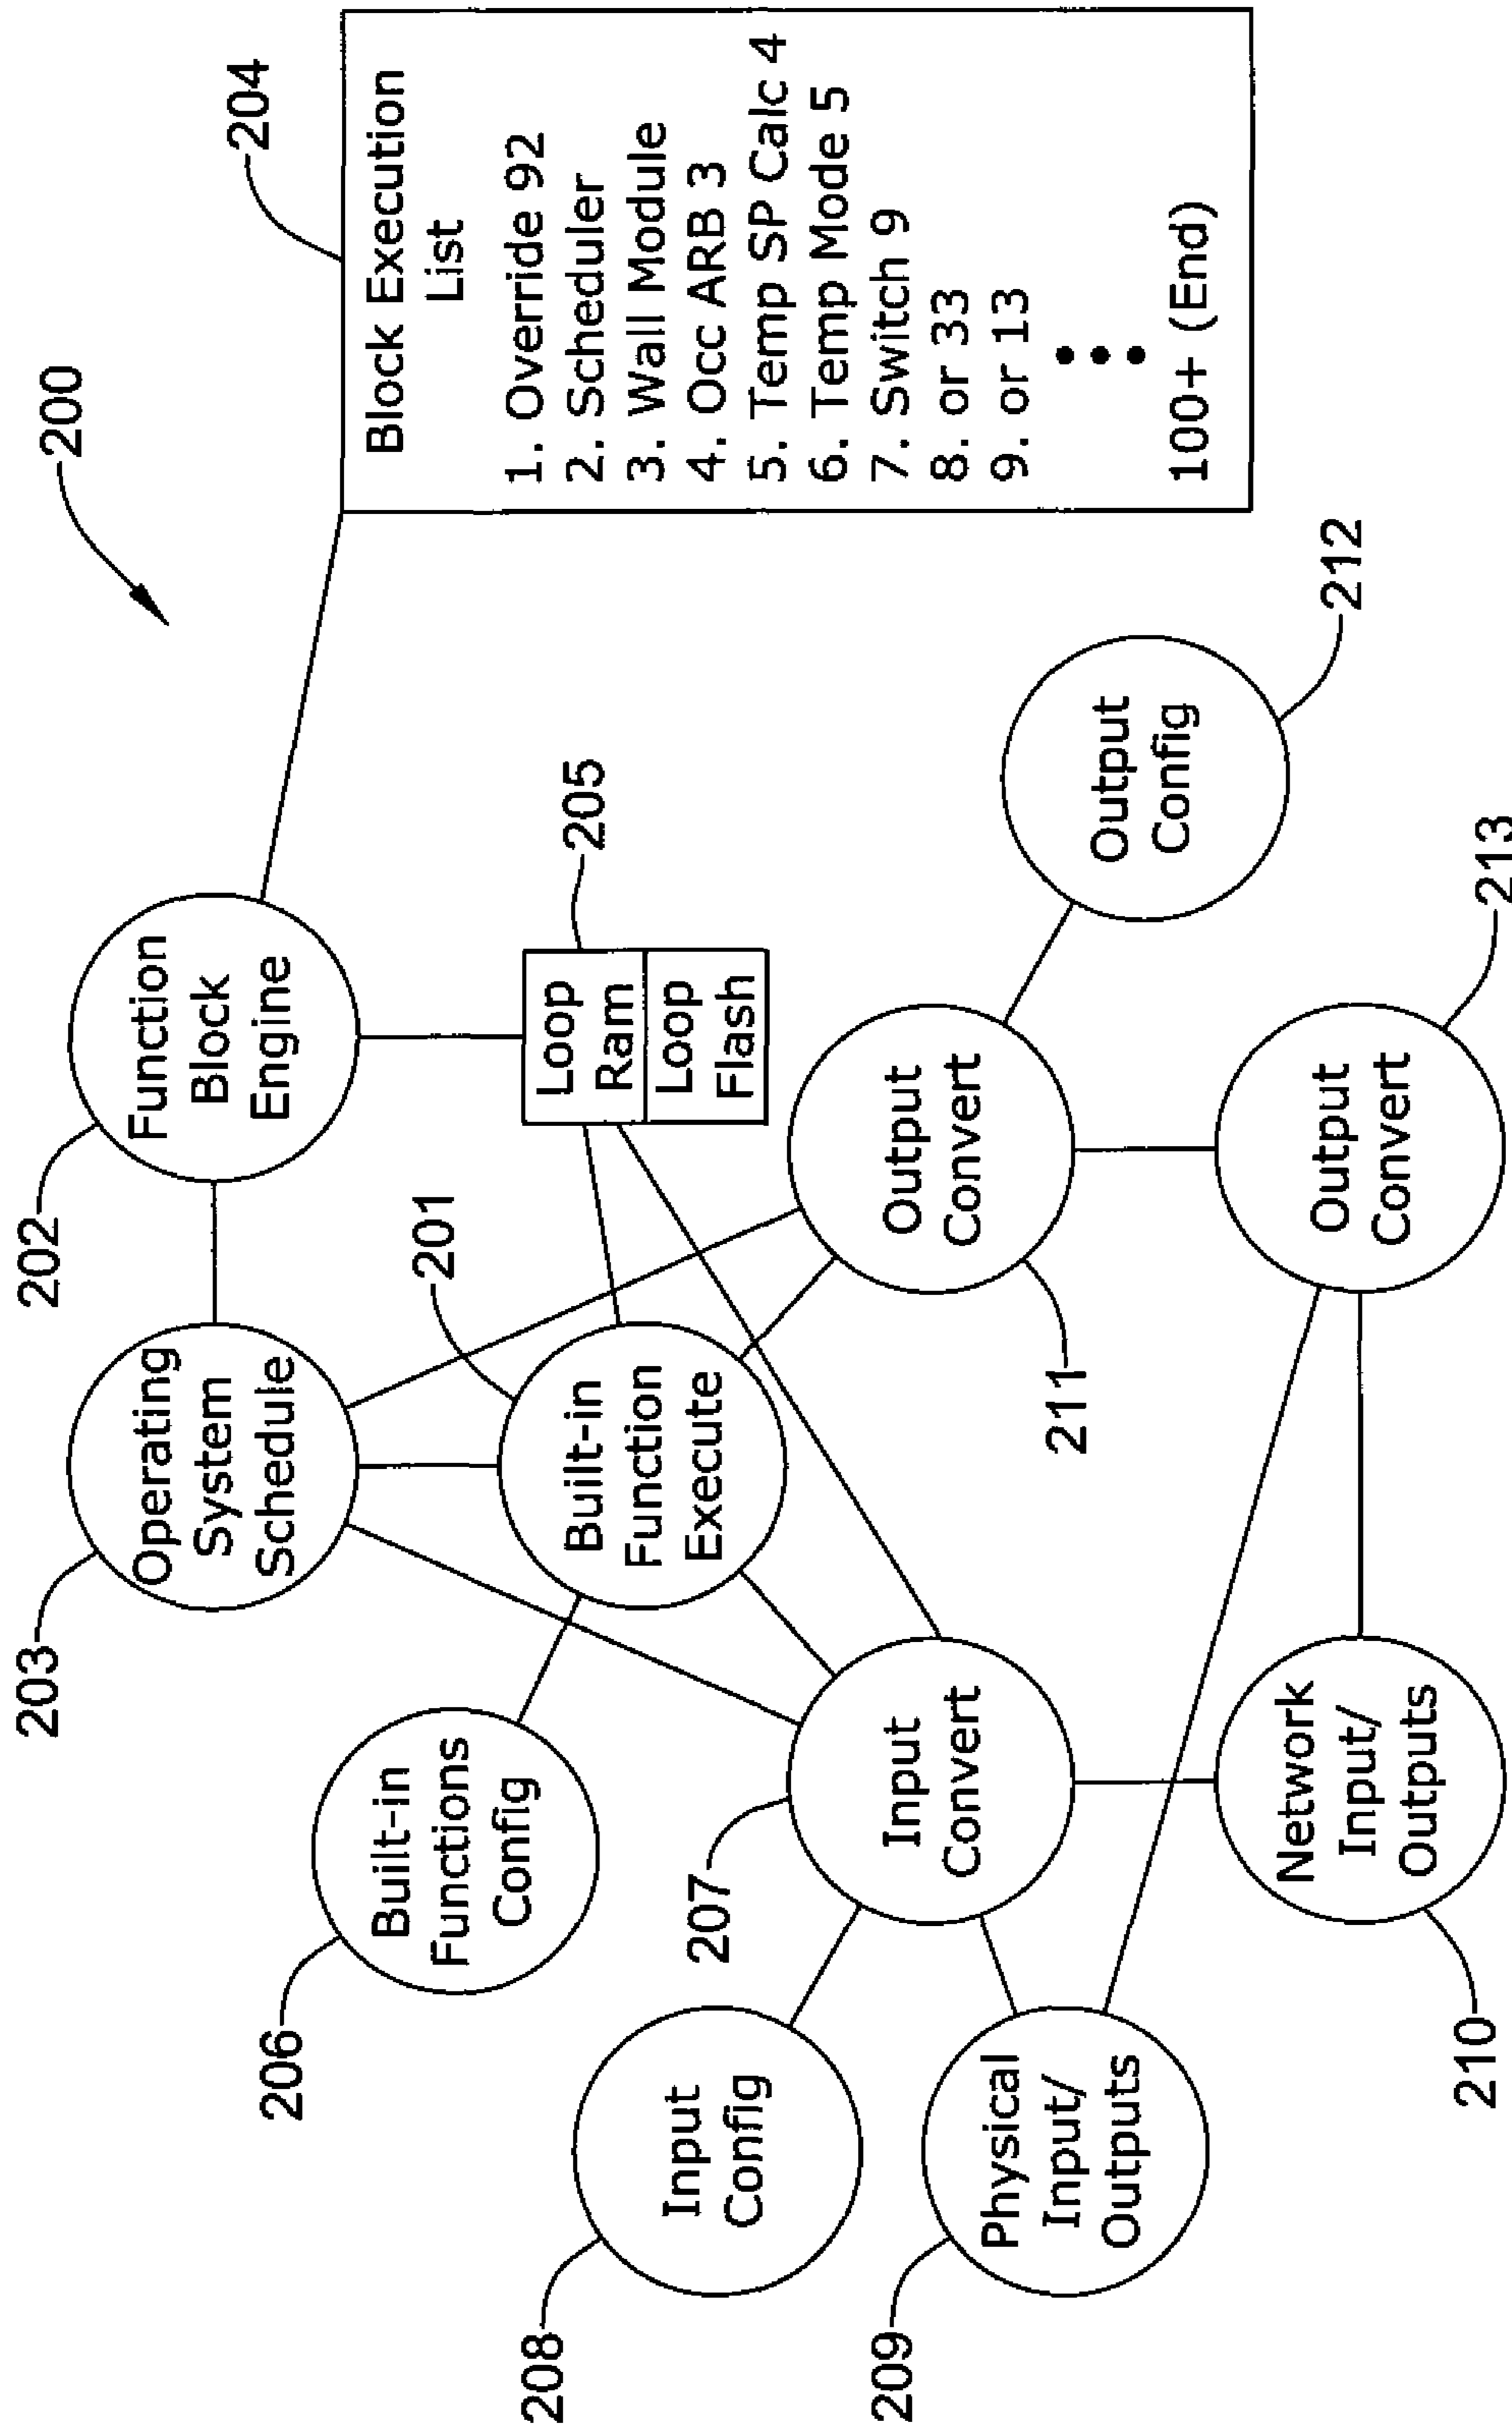 200
204
Block Execution
List
1. Override 92
2. Scheduler
3. Wall Module
4. Occ ARB 3
5. Temp SP Calc 4
6. Temp Mode 5
7. Switch 9
8. or 33
9. or 13
100+ (End)
203
Operating
System
Schedule
202
Function
Block
Engine
206
Built-in
Functions
Config
201
Built-in
Function
Execute
205
Loop
Ram
Loop
Flash
208
Input
Config
207
Input
Convert
211
Output
Convert
212
Output
Config
209
Physical
Input/
Outputs
210
Network
Input/
Outputs
213
Output
Convert